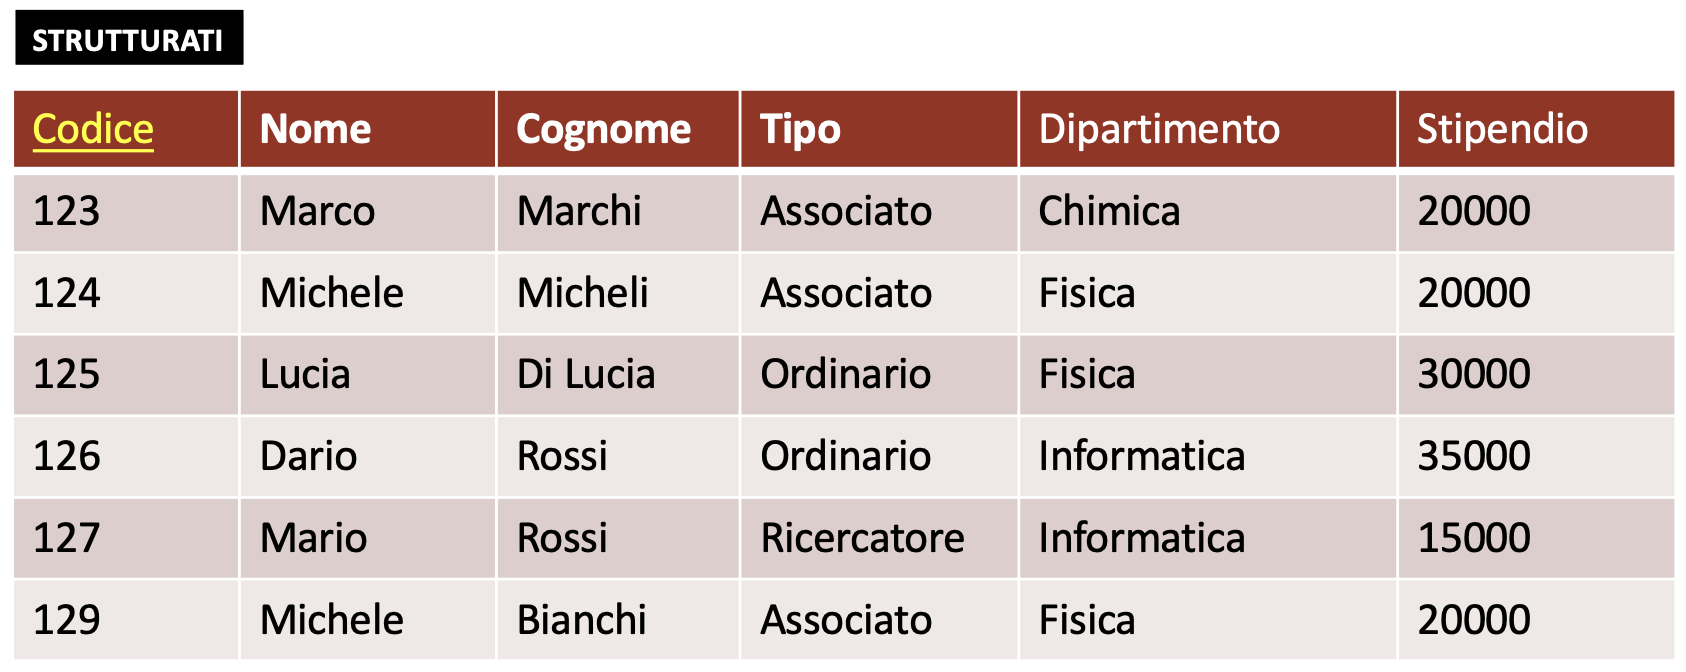 STRUTTURATI
Codice Nome Cognome Tipo Dipartimento Stipendio
123 Marco Marchi Associato Chimica 20000
124 Michele Micheli Associato Fisica 20000
125 Lucia Di Lucia Ordinario Fisica 30000
126 Dario Rossi Ordinario Informatica 35000
127 Mario Rossi Ricercatore Informatica 15000
129 Michele Bianchi Associato Fisica 20000